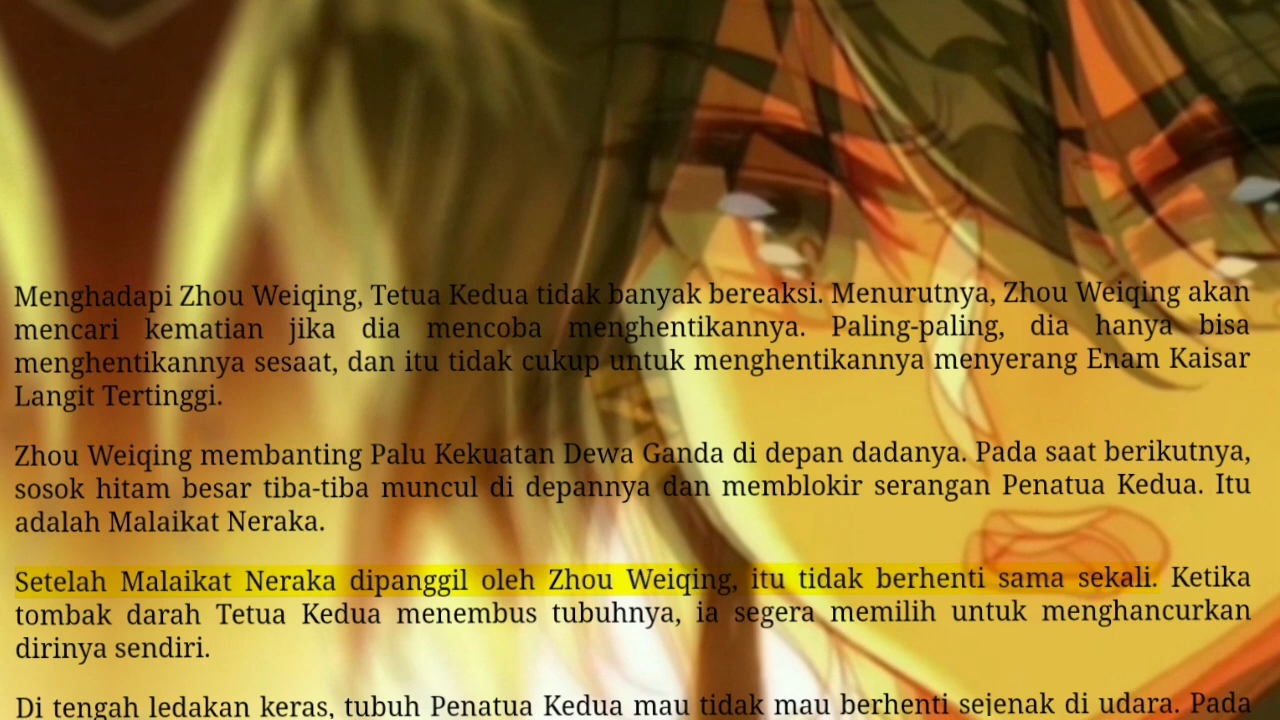 Menghadapi Zhou Weiqing, Tetua Kedua tidak banyak bereaksi. Menurutnya, Zhou Weiqing akan
mencari kematian jika dia mencoba menghentikannya. Paling-paling, dia hanya bisa
menghentikannya sesaat, dan itu tidak cukup untuk menghentikannya menyerang Enam Kaisar
Langit Tertinggi.
Zhou Weiqing membanting Palu Kekuatan Dewa Ganda di depan dadanya. Pada saat berikutnya,
sosok hitam besar tiba-tiba muncul di depannya dan memblokir serangan Penatua Kedua. Itu
adalah Malaikat Neraka.
Setelah Malaikat Neraka dipanggil oleh Zhou Weiqing, itu tidak berhenti sama sekali. Ketika
tombak darah Tetua Kedua menembus tubuhnya, ia segera memilih untuk menghancurkan
dirinya sendiri.
Di tengah ledakan keras, tubuh Penatua Kedua mau tidak mau berhenti sejenak di udara. Pada